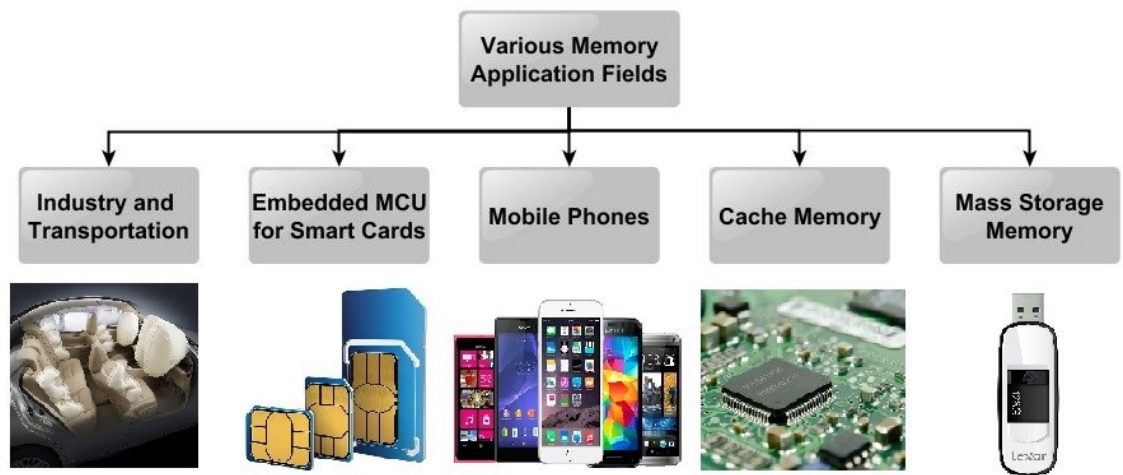 Various Memory
Application Fields
Industry and
Transportation
Embedded MCU
for Smart Cards
Mobile Phones
Cache Memory
Mass Storage
Memory
Lexar